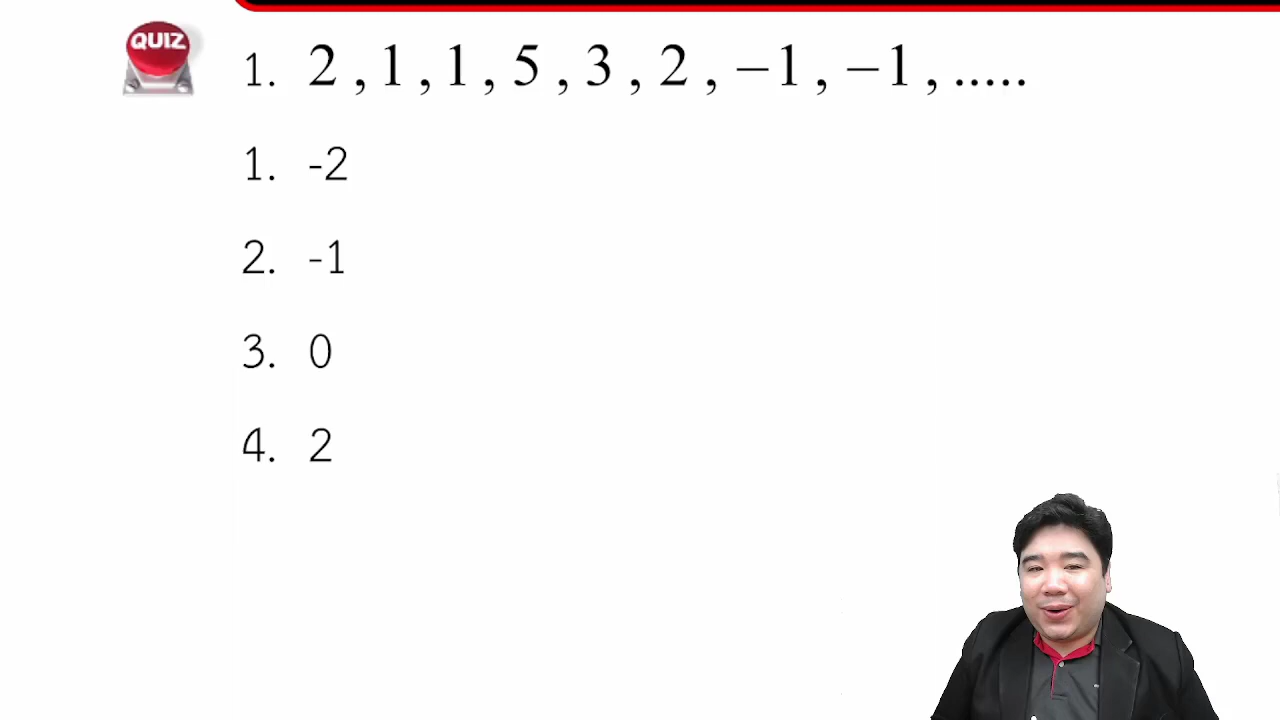 QUIZ
1. 2 , 1 , 1 , 5 , 3 , 2 , −1 , −1 , .....
1. -2
2. -1
3. 0
4. 2